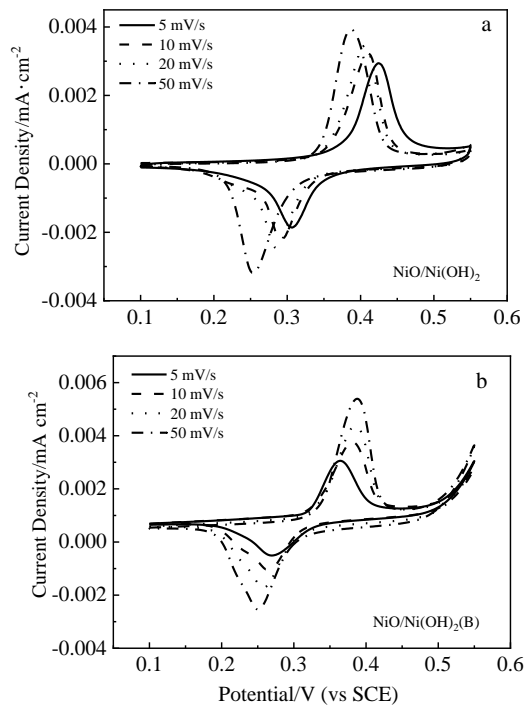 a
5 mV/s
10 mV/s
20 mV/s
50 mV/s
0.004
0.002
0.000
-0.002
-0.004
Current Density/mA·cm⁻²
NiO/Ni(OH)₂
0.1 0.2 0.3 0.4 0.5 0.6
b
5 mV/s
10 mV/s
20 mV/s
50 mV/s
0.006
0.004
0.002
0.000
-0.002
-0.004
Current Density/mA cm⁻²
NiO/Ni(OH)₂(B)
0.1 0.2 0.3 0.4 0.5 0.6
Potential/V (vs SCE)